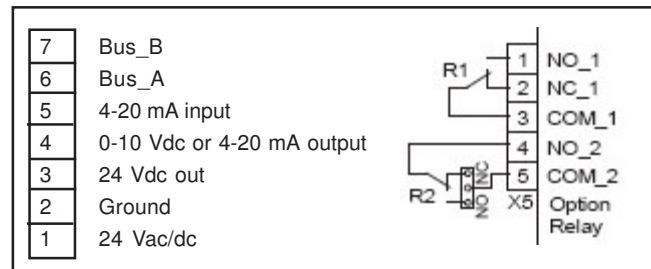 7 Bus_B
6 Bus_A
5 4-20 mA input
4 0-10 Vdc or 4-20 mA output
3 24 Vdc out
2 Ground
1 24 Vac/dc
R1
1 NO_1
2 NC_1
3 COM_1
4 NO_2
5 COM_2
R2
NO NC
X5 Option
Relay